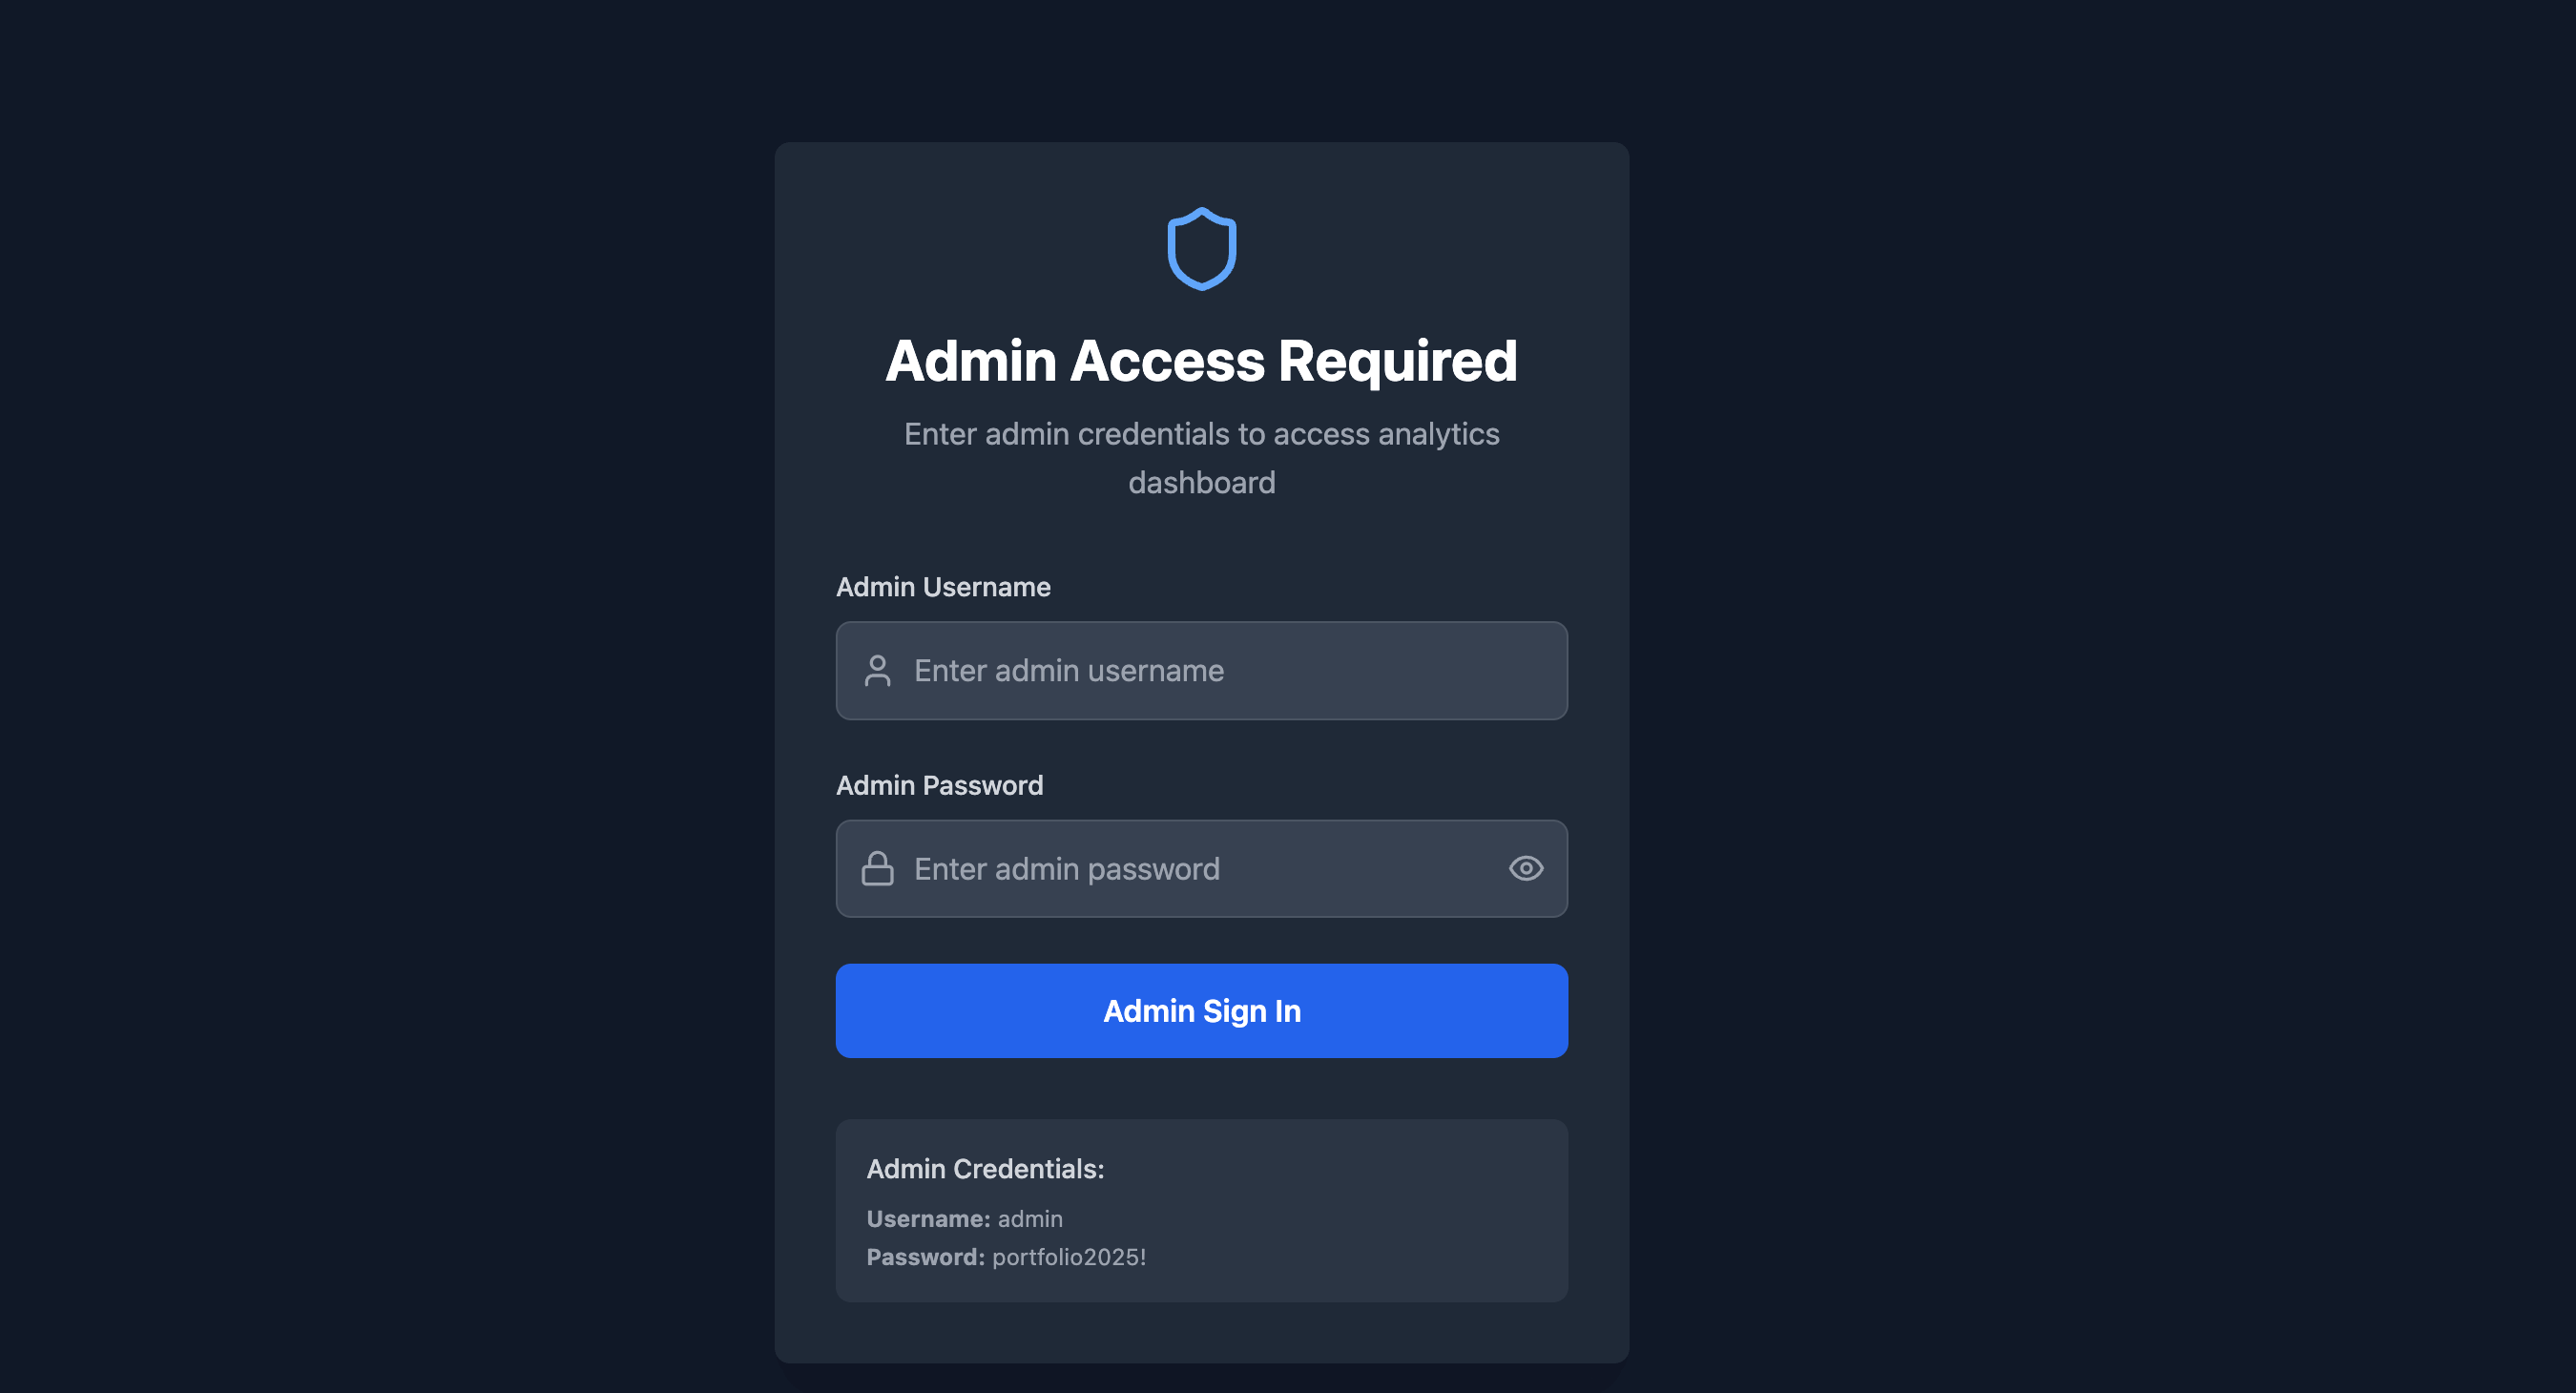 Admin Access Required
Enter admin credentials to access analytics
dashboard
Admin Username
Enter admin username
Admin Password
Enter admin password
Admin Sign In
Admin Credentials:
Username: admin
Password: portfolio2025!